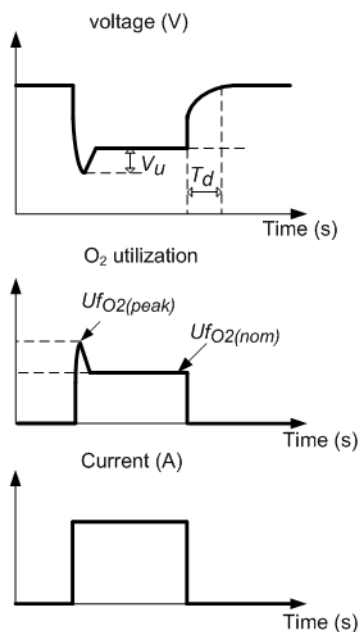 voltage (V)
Vu
Td
Time (s)
O2 utilization
UfO2(peak)
UfO2(nom)
Time (s)
Current (A)
Time (s)